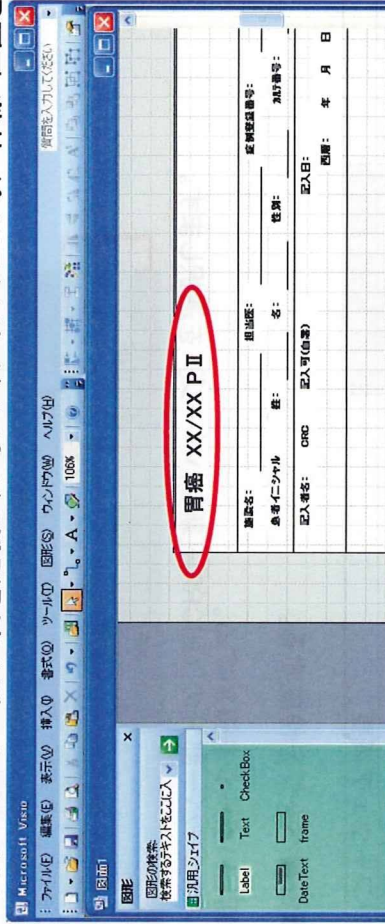 Microsoft Visio
ファイル(F) 編集(E) 表示(V) 挿入(I) 書式(O) ツール(T) 図形(S) ウィンドウ(W) ヘルプ(H)
質問を入力してください
106%
図面1
図形
図形の検索
検索するテキストをここに入
汎用シェイプ
Label Text CheckBox
DateText frame
胃癌 XX/XX P II
施設名: 担当医: 症例登録番号:
患者イニシャル 姓: 名: 性別: カルテ番号:
記入者名: CRC 記入可(自署) 記入日:
西暦: 年 月 日